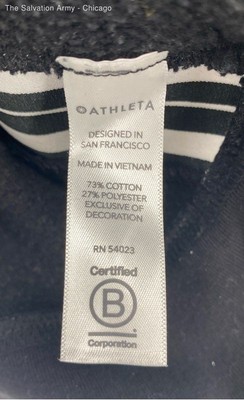 The Salvation Army - Chicago
ATHLETA
DESIGNED IN
SAN FRANCISCO
MADE IN VIETNAM
73% COTTON
27% POLYESTER
EXCLUSIVE OF
DECORATION
RN 54023
Certified
B
Corporation